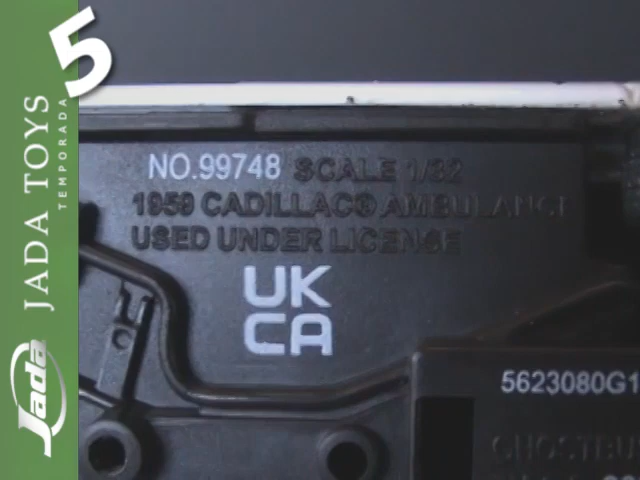 5
TEMPORADA
JADA TOYS
Jada
NO.99748 SCALE 1/32
1959 CADILLAC® AMBULANCE
USED UNDER LICENSE
UK
CA
5623080G1
GHOSTBU